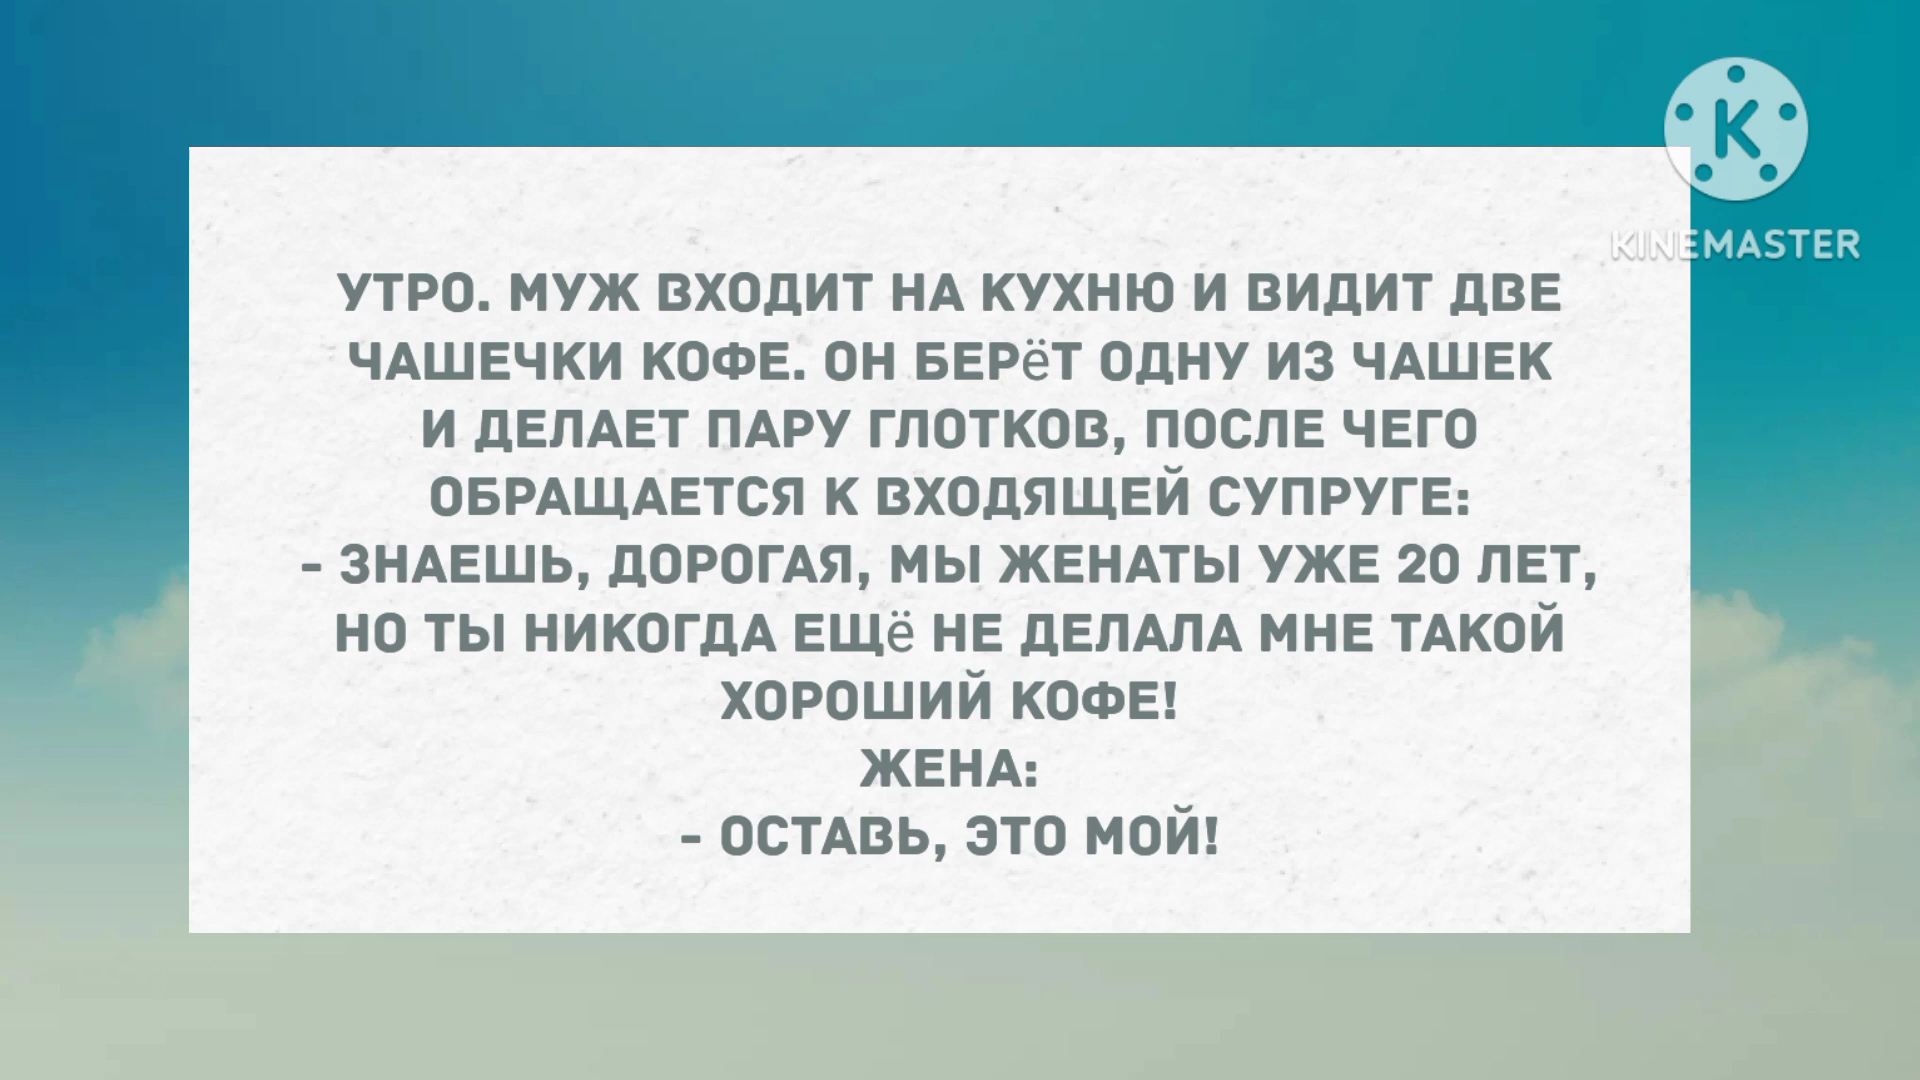 K
KINEMASTER
УТРО. МУЖ ВХОДИТ НА КУХНЮ И ВИДИТ ДВЕ
ЧАШЕЧКИ КОФЕ. ОН БЕРёТ ОДНУ ИЗ ЧАШЕК
И ДЕЛАЕТ ПАРУ ГЛОТКОВ, ПОСЛЕ ЧЕГО
ОБРАЩАЕТСЯ К ВХОДЯЩЕЙ СУПРУГЕ:
- ЗНАЕШЬ, ДОРОГАЯ, МЫ ЖЕНАТЫ УЖЕ 20 ЛЕТ,
НО ТЫ НИКОГДА ЕЩё НЕ ДЕЛАЛА МНЕ ТАКОЙ
ХОРОШИЙ КОФЕ!
ЖЕНА:
- ОСТАВЬ, ЭТО МОЙ!